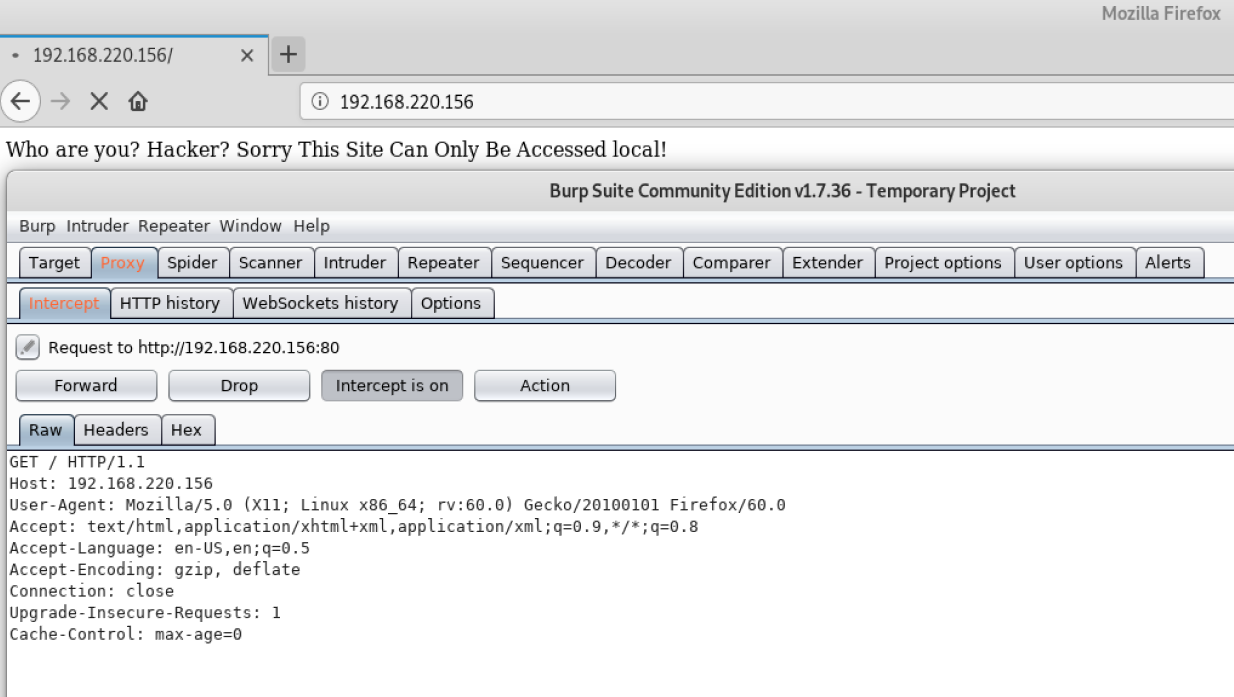 Mozilla Firefox
192.168.220.156/
192.168.220.156
Who are you? Hacker? Sorry This Site Can Only Be Accessed local!
Burp Suite Community Edition v1.7.36 - Temporary Project
Burp Intruder Repeater Window Help
Target Proxy Spider Scanner Intruder Repeater Sequencer Decoder Comparer Extender Project options User options Alerts
Intercept HTTP history WebSockets history Options
Request to http://192.168.220.156:80
Forward Drop Intercept is on Action
Raw Headers Hex
GET / HTTP/1.1
Host: 192.168.220.156
User-Agent: Mozilla/5.0 (X11; Linux x86_64; rv:60.0) Gecko/20100101 Firefox/60.0
Accept: text/html,application/xhtml+xml,application/xml;q=0.9,*/*;q=0.8
Accept-Language: en-US,en;q=0.5
Accept-Encoding: gzip, deflate
Connection: close
Upgrade-Insecure-Requests: 1
Cache-Control: max-age=0